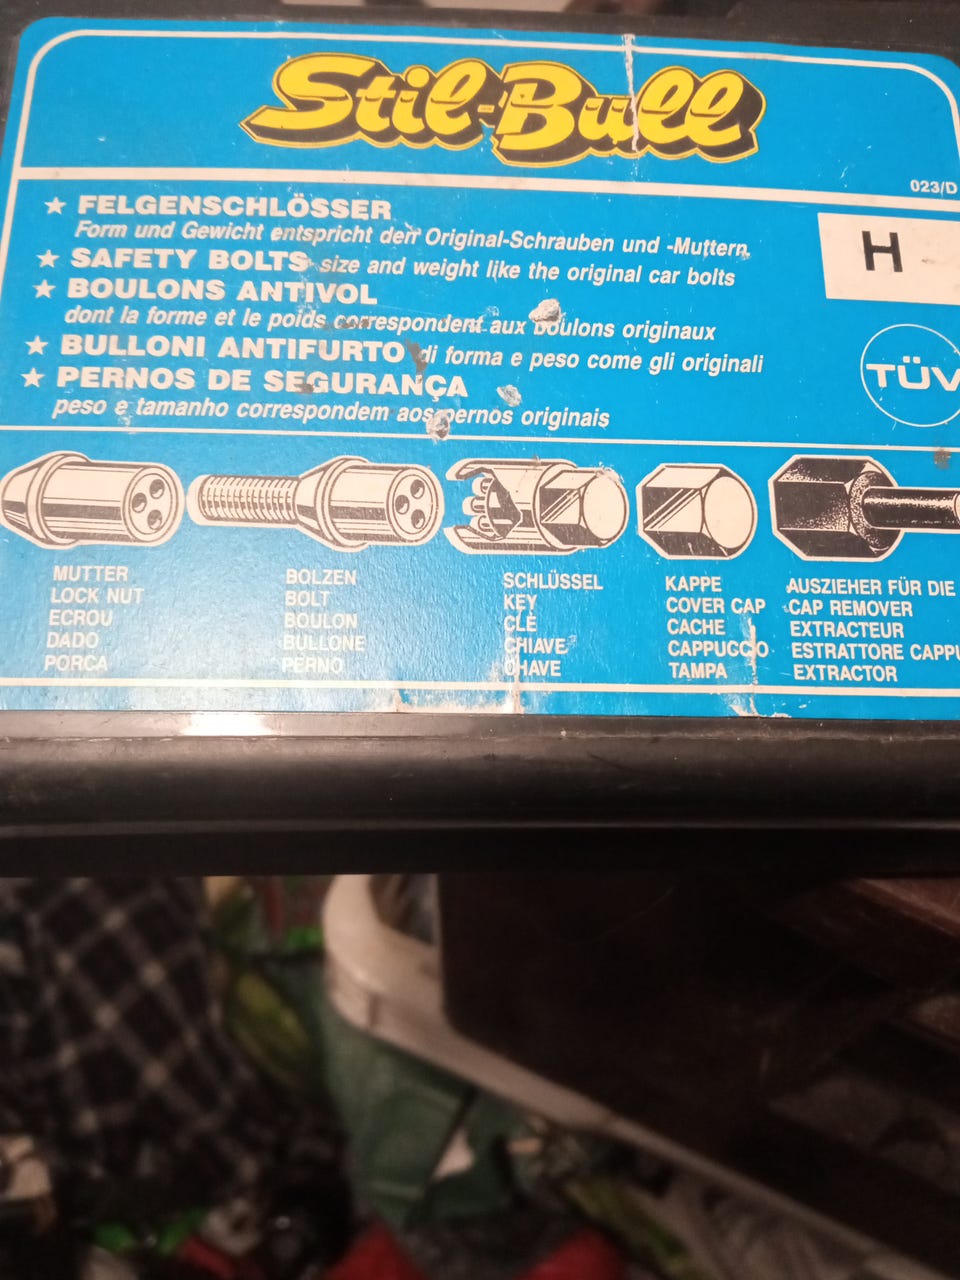 Stil-Bull
023/D
★ FELGENSCHLÖSSER
Form und Gewicht entspricht den Original-Schrauben und -Muttern
★ SAFETY BOLTS size and weight like the original car bolts
★ BOULONS ANTIVOL
dont la forme et le poids correspondent aux boulons originaux
★ BULLONI ANTIFURTO di forma e peso come gli originali
★ PERNOS DE SEGURANÇA
peso e tamanho correspondem aos pernos originais
H
TÜV
MUTTER
LOCK NUT
ECROU
DADO
PORCA
BOLZEN
BOLT
BOULON
BULLONE
PERNO
SCHLÜSSEL
KEY
CLÈ
CHIAVE
CHAVE
KAPPE
COVER CAP
CACHE
CAPPUCCIO
TAMPA
AUSZIEHER FÜR DIE
CAP REMOVER
EXTRACTEUR
ESTRATTORE CAPPU
EXTRACTOR